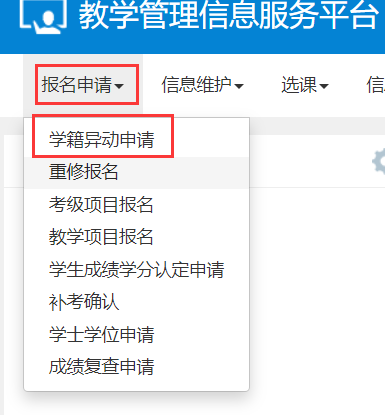 教学管理信息服务平台
报名申请 信息维护 选课 信
学籍异动申请
重修报名
考级项目报名
教学项目报名
学生成绩学分认定申请
补考确认
学士学位申请
成绩复查申请